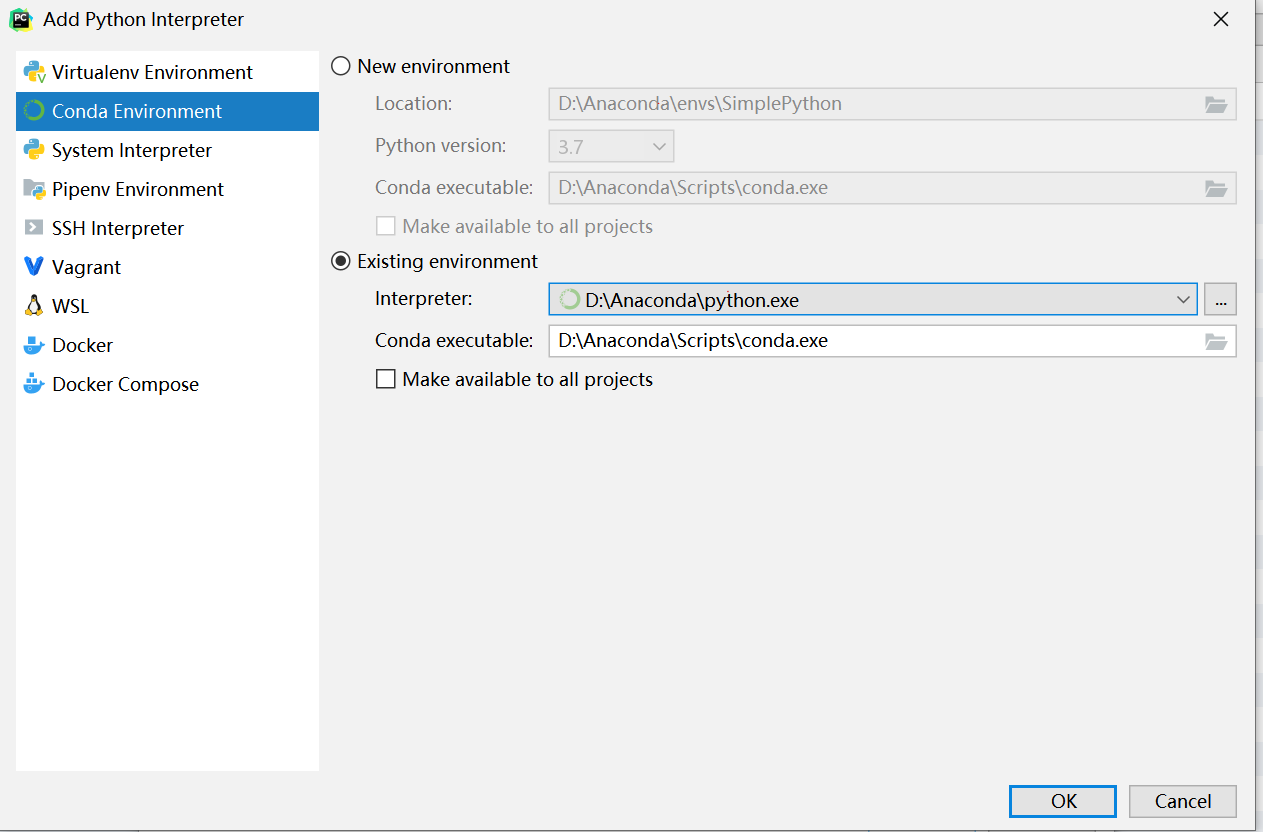 Add Python Interpreter
Virtualenv Environment
Conda Environment
System Interpreter
Pipenv Environment
SSH Interpreter
Vagrant
WSL
Docker
Docker Compose
New environment
Location: D:\Anaconda\envs\SimplePython
Python version: 3.7
Conda executable: D:\Anaconda\Scripts\conda.exe
Make available to all projects
Existing environment
Interpreter: D:\Anaconda\python.exe ...
Conda executable: D:\Anaconda\Scripts\conda.exe
Make available to all projects
OK Cancel